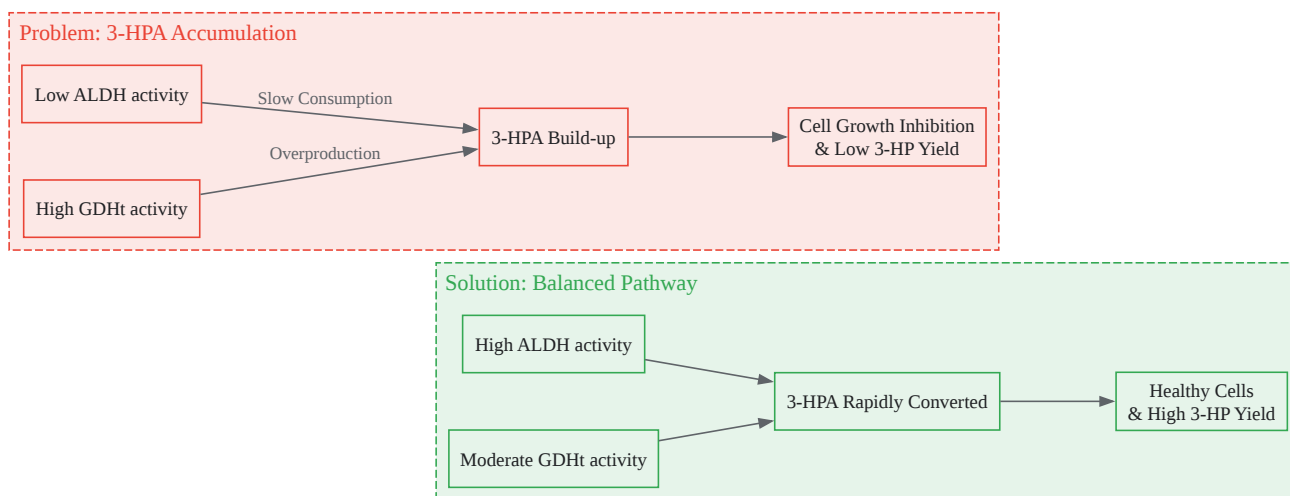 Problem: 3-HPA Accumulation
Low ALDH activity
Slow Consumption
Overproduction
High GDHt activity
3-HPA Build-up
Cell Growth Inhibition
& Low 3-HP Yield
Solution: Balanced Pathway
High ALDH activity
Moderate GDHt activity
3-HPA Rapidly Converted
Healthy Cells
& High 3-HP Yield